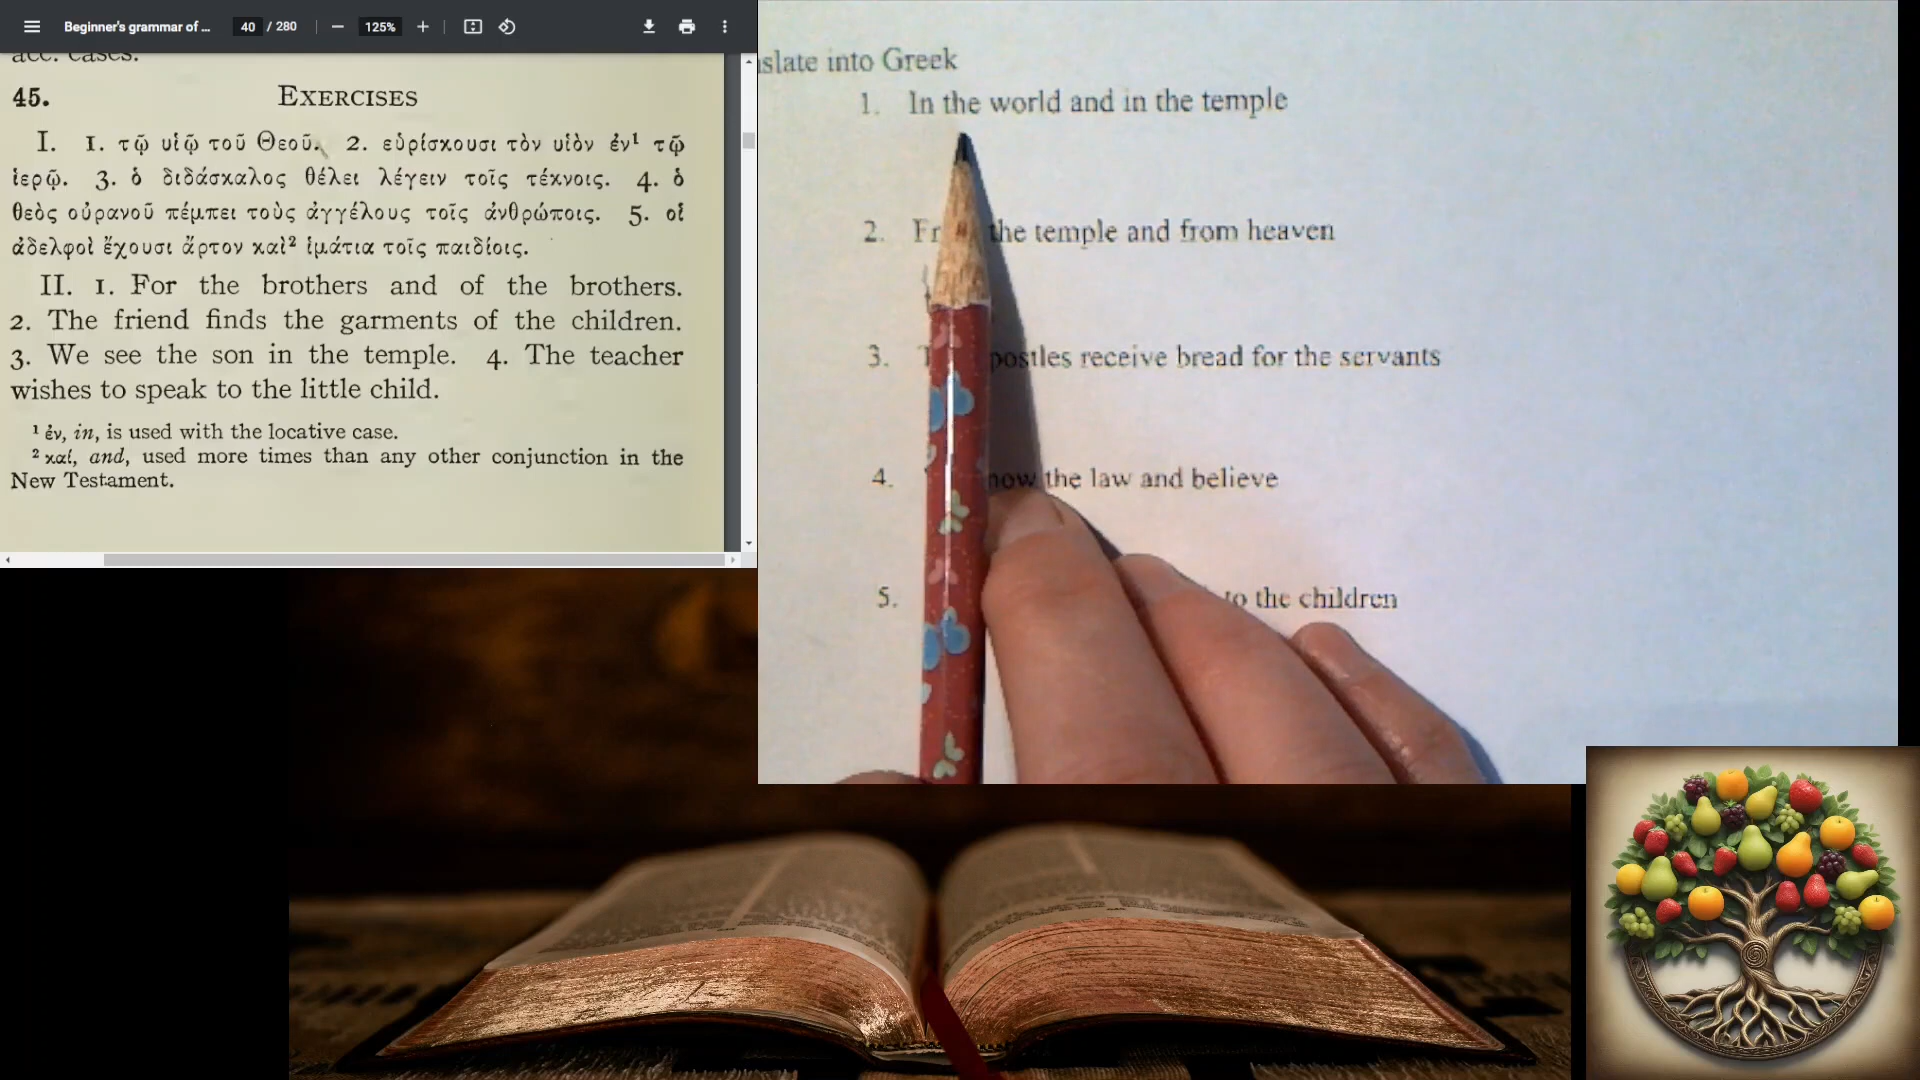 Beginner's grammar of ... 40 / 280 125%
acc. cases.
45. EXERCISES
I. 1. τῷ υἱῷ τοῦ Θεοῦ. 2. εὑρίσκουσι τὸν υἱὸν ἐν¹ τῷ
ἱερῷ. 3. ὁ διδάσκαλος θέλει λέγειν τοῖς τέκνοις. 4. ὁ
θεὸς οὐρανοῦ πέμπει τοὺς ἀγγέλους τοῖς ἀνθρώποις. 5. οἱ
ἀδελφοὶ ἔχουσι ἄρτον καὶ² ἱμάτια τοῖς παιδίοις.
II. 1. For the brothers and of the brothers.
2. The friend finds the garments of the children.
3. We see the son in the temple. 4. The teacher
wishes to speak to the little child.
¹ ἐν, in, is used with the locative case.
² καί, and, used more times than any other conjunction in the
New Testament.
slate into Greek
1. In the world and in the temple
2. Fr the temple and from heaven
3. postles receive bread for the servants
4. now the law and believe
5. to the children